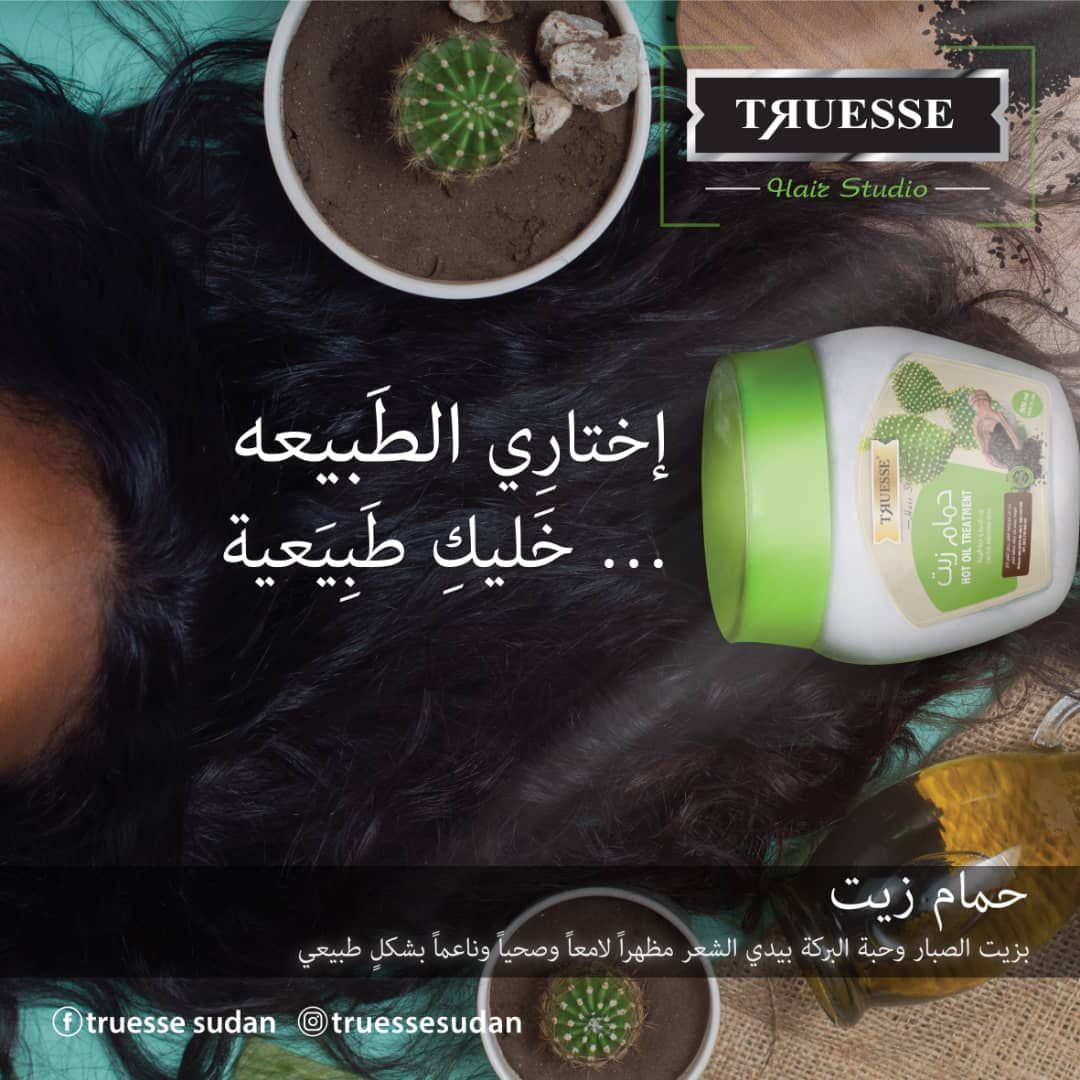 TRUESSE
Hair Studio
إختارِي الطَبيعه
... خَليكِ طَبِيَعية
TRUESSE
حمام زيت
HOT OIL TREATMENT
حمام زيت
بزيت الصبار وحبة البركة بيدي الشعر مظهراً لامعاً وصحياً وناعماً بشكلٍ طبيعي
truesse sudan
truessesudan